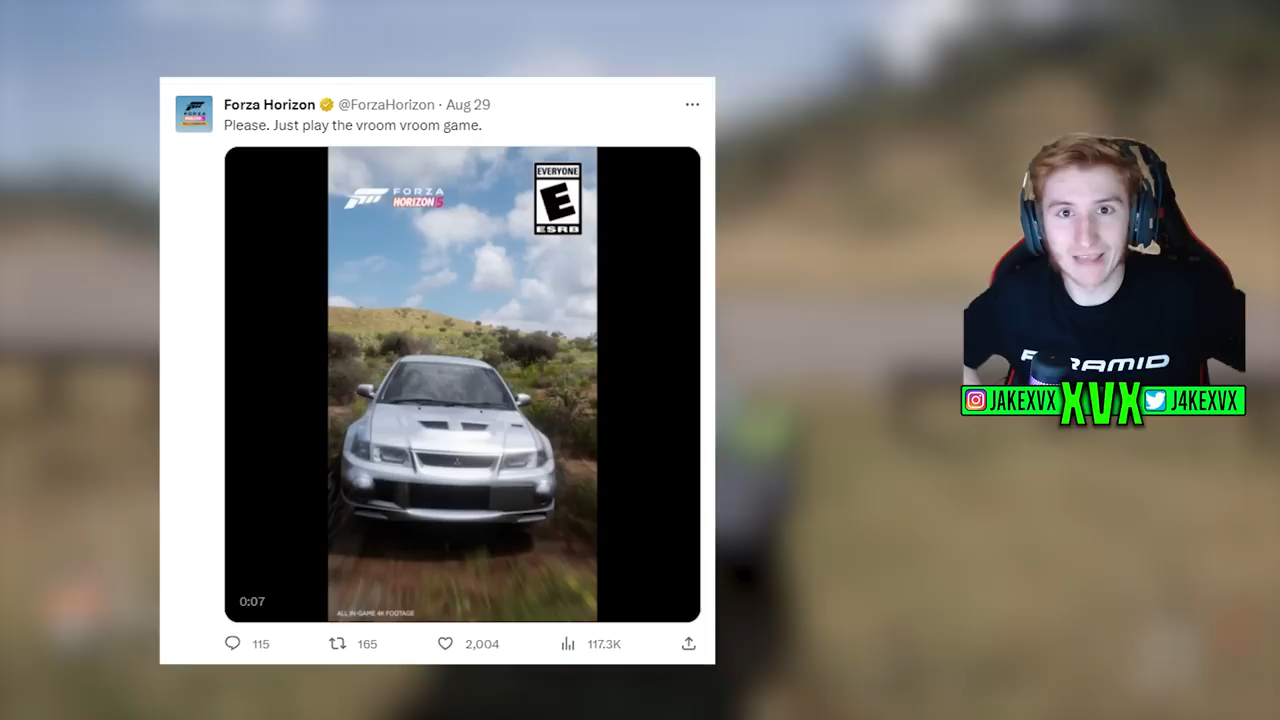 Forza Horizon @ForzaHorizon · Aug 29
Please. Just play the vroom vroom game.
FORZA
HORIZON 5
EVERYONE
E
ESRB
0:07
ALL IN-GAME 4K FOOTAGE
115 165 2,004 117.3K
JAKEXVX XVX J4KEXVX